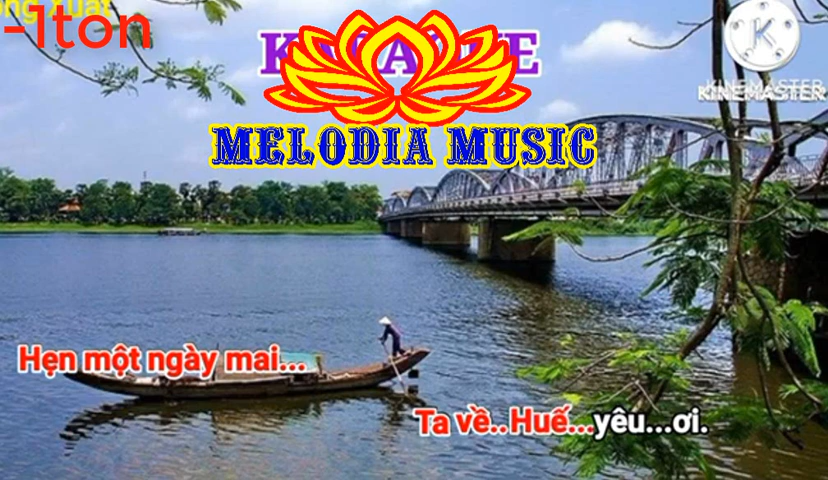 -1ton
MELODIA MUSIC
KINEMASTER
Hẹn một ngày mai...
Ta về..Huế...yêu...ơi.